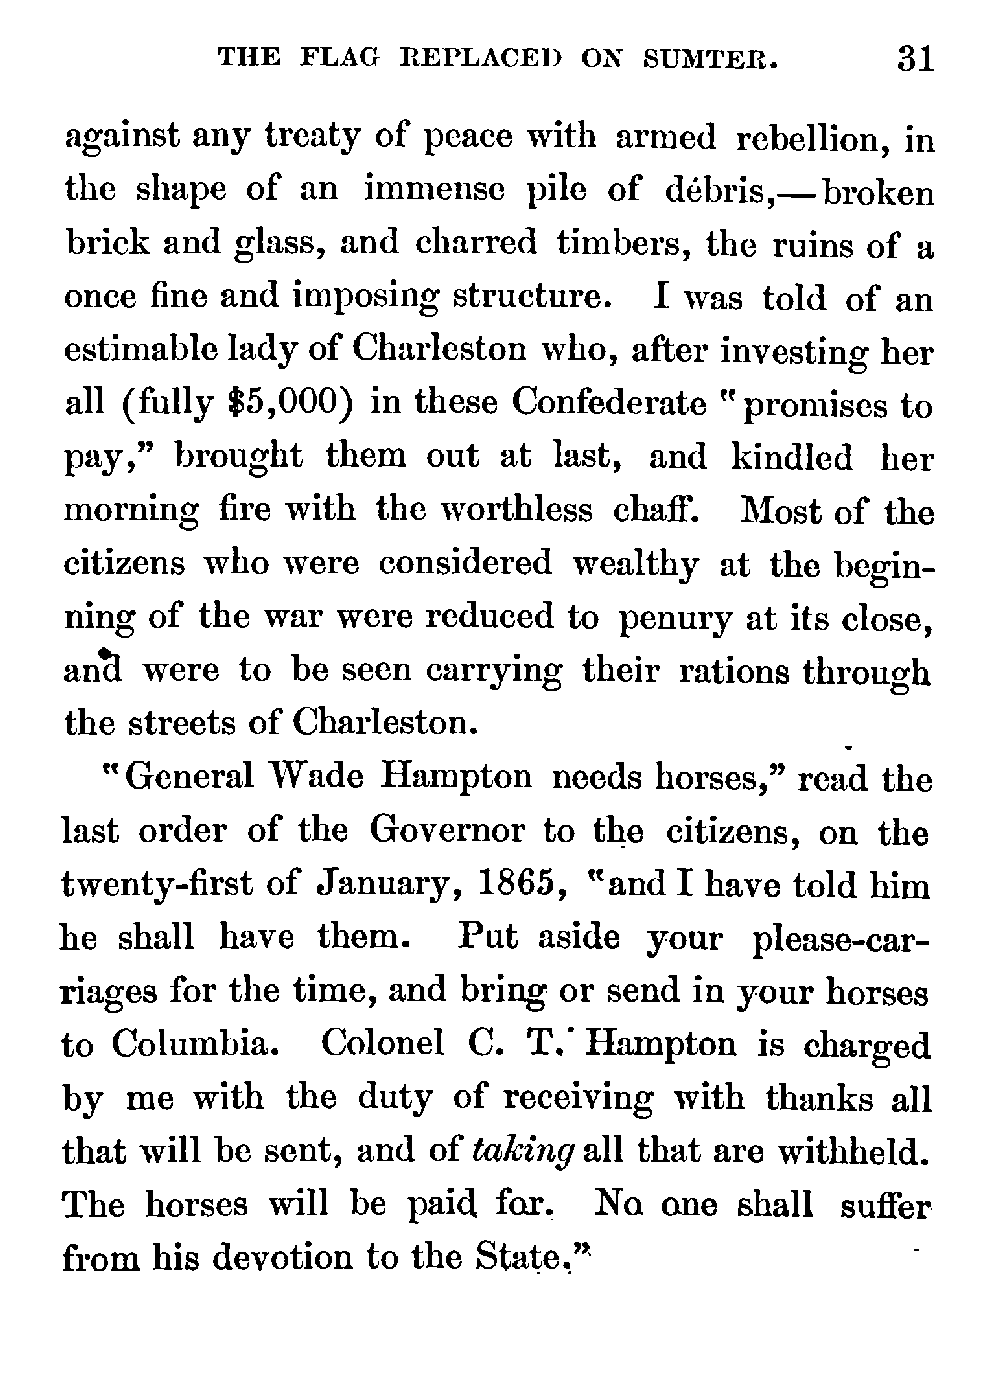 THE FLAG REPLACED ON SUMTER. 31
against any treaty of peace with armed rebellion, in
the shape of an immense pile of débris,—broken
brick and glass, and charred timbers, the ruins of a
once fine and imposing structure. I was told of an
estimable lady of Charleston who, after investing her
all (fully $5,000) in these Confederate "promises to
pay," brought them out at last, and kindled her
morning fire with the worthless chaff. Most of the
citizens who were considered wealthy at the begin-
ning of the war were reduced to penury at its close,
and were to be seen carrying their rations through
the streets of Charleston.
"General Wade Hampton needs horses," read the
last order of the Governor to the citizens, on the
twenty-first of January, 1865, "and I have told him
he shall have them. Put aside your please-car-
riages for the time, and bring or send in your horses
to Columbia. Colonel C. T. Hampton is charged
by me with the duty of receiving with thanks all
that will be sent, and of taking all that are withheld.
The horses will be paid for. No one shall suffer
from his devotion to the State."